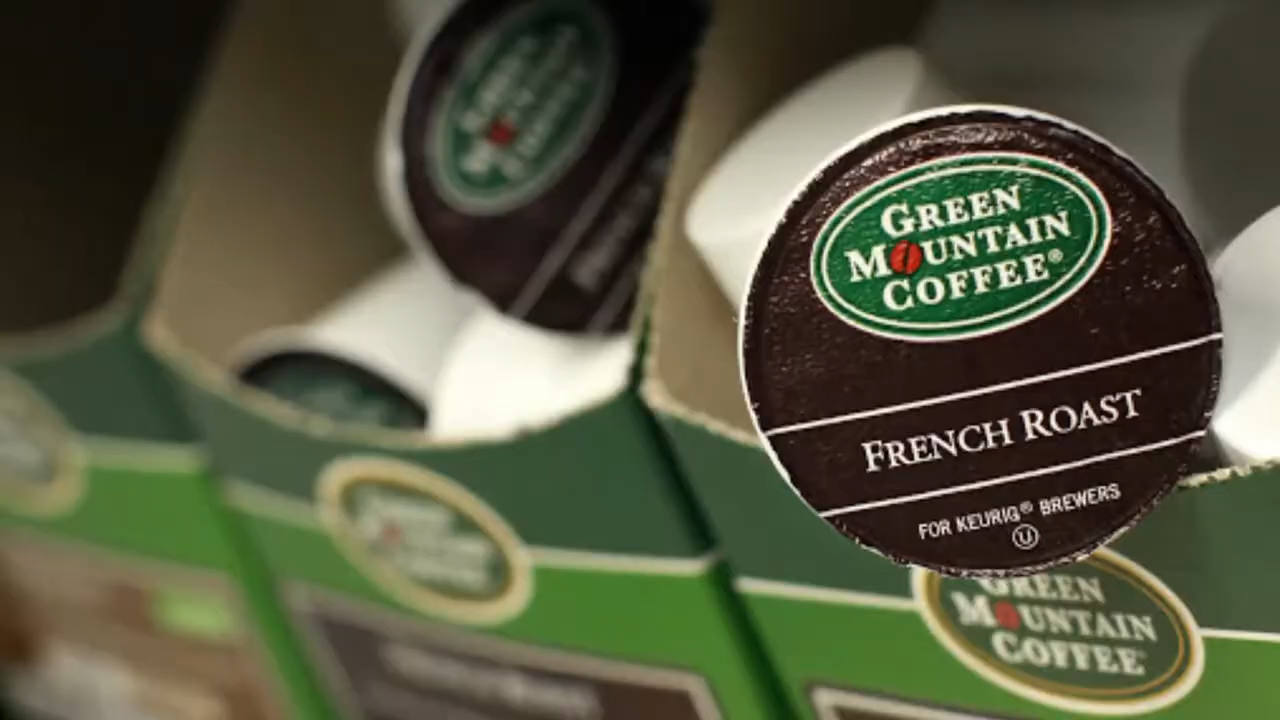 GREEN
MOUNTAIN
COFFEE®
FRENCH ROAST
FOR KEURIG® BREWERS
U
GREEN
MOUNTAIN
COFFEE